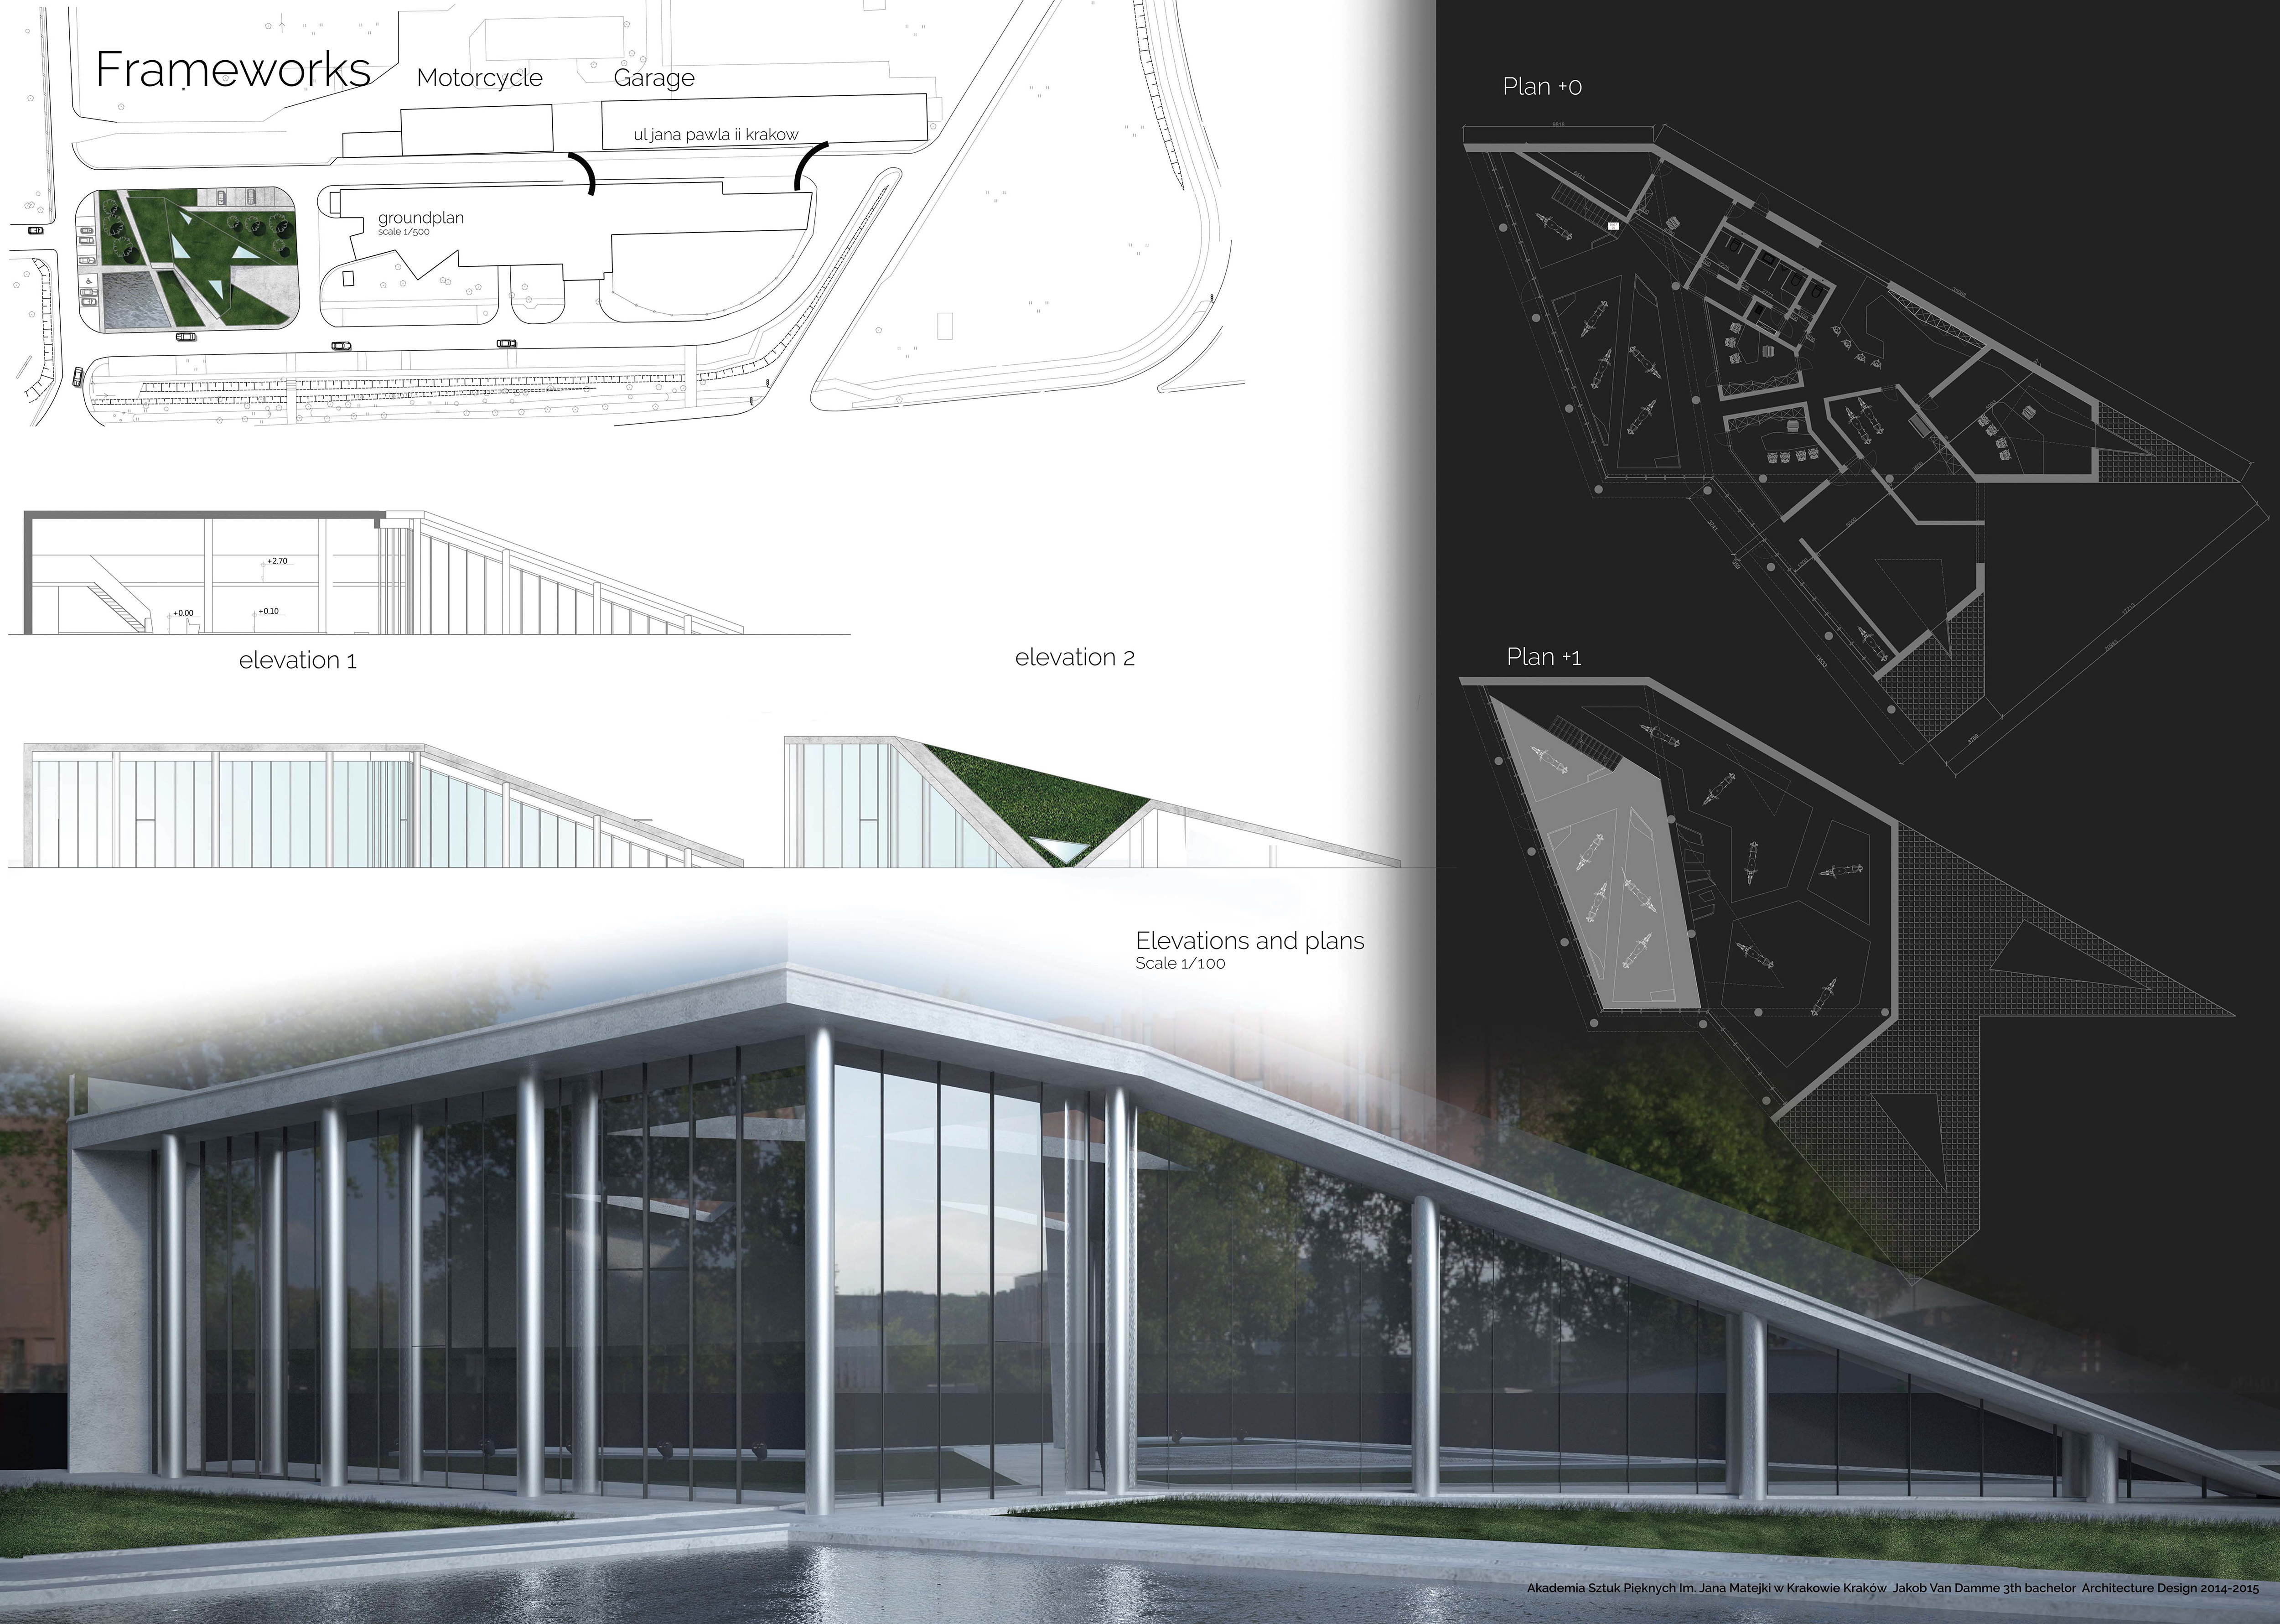 Frameworks
Motorcycle
Garage
ul jana pawla ii krakow
groundplan
scale 1/500
+2.70
+0.00
+0.10
elevation 1
elevation 2
Elevations and plans
Scale 1/100
Plan +0
Plan +1
Akademia Sztuk Pięknych Im. Jana Matejki w Krakowie Kraków Jakob Van Damme 3th bachelor Architecture Design 2014-2015